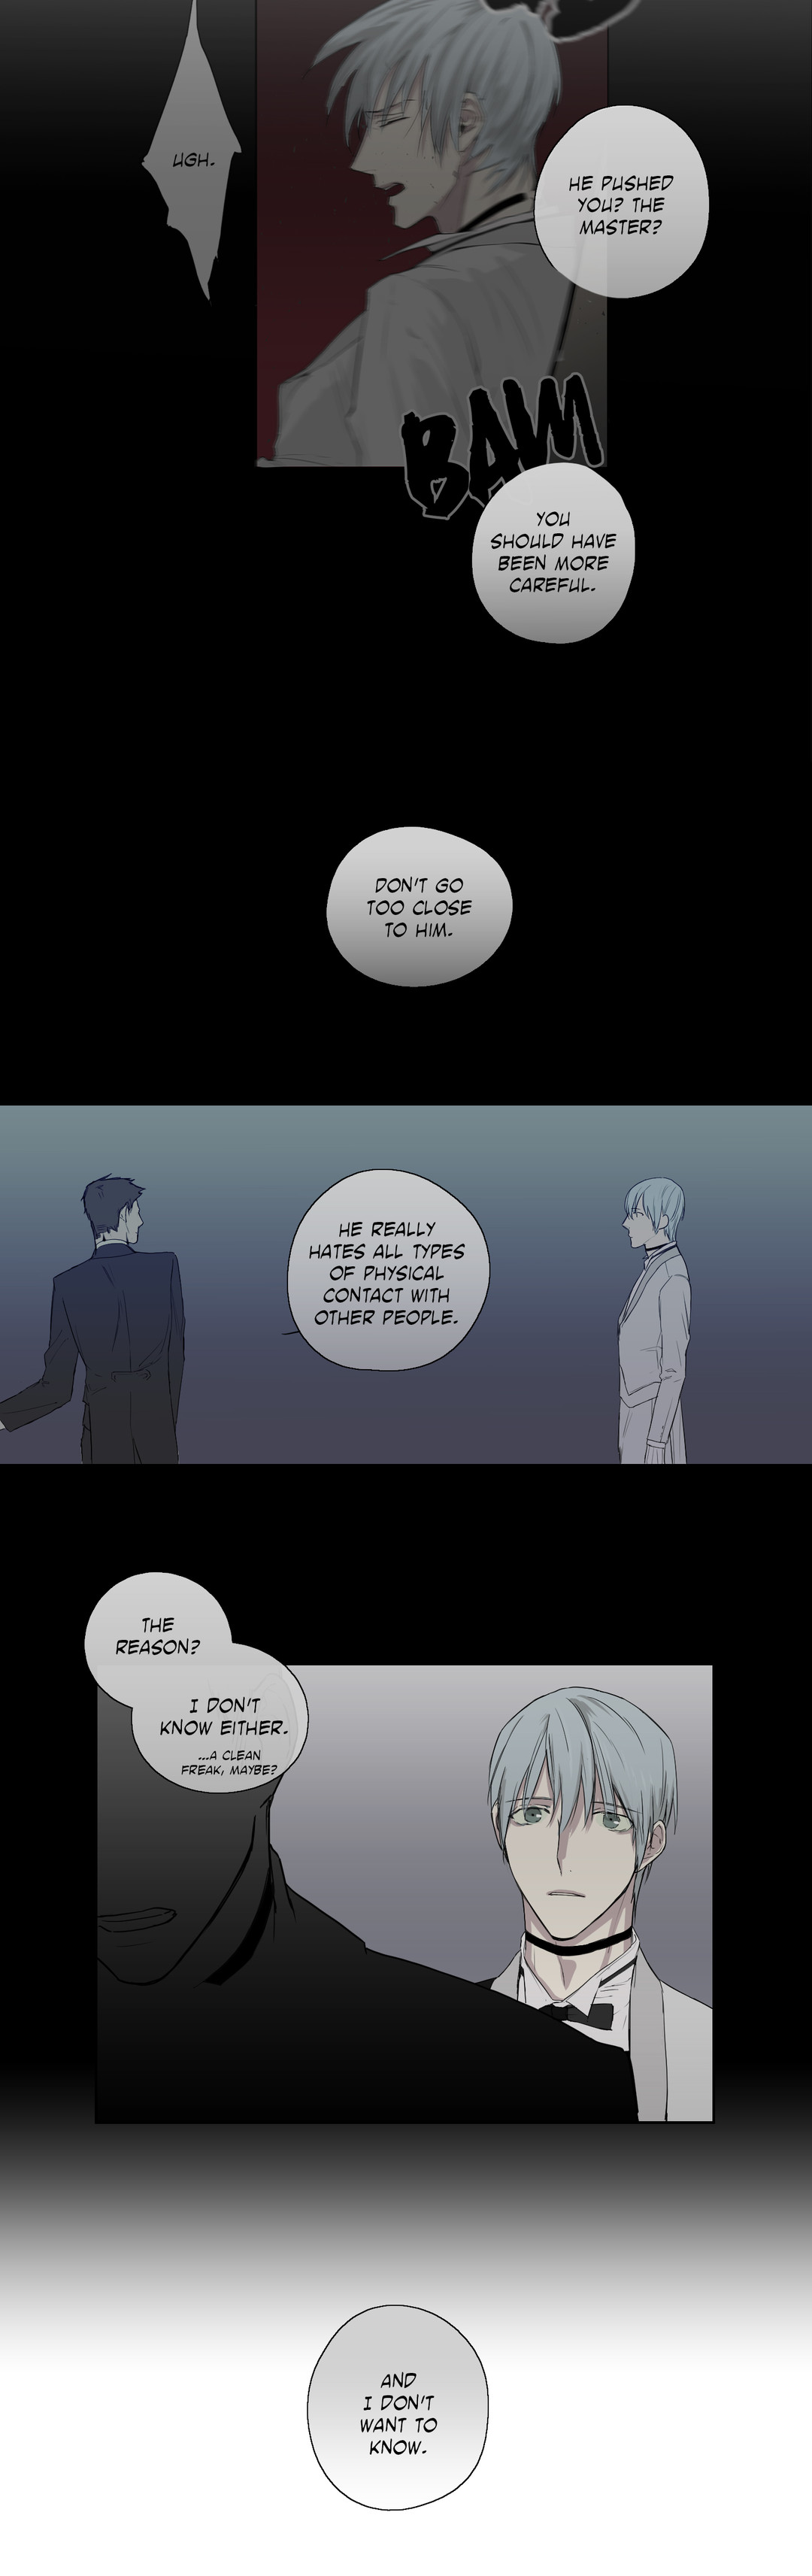 UGH.
HE PUSHED
YOU? THE
MASTER?
BAM
YOU
SHOULD HAVE
BEEN MORE
CAREFUL.
DON'T GO
TOO CLOSE
TO HIM.
HE REALLY
HATES ALL TYPES
OF PHYSICAL
CONTACT WITH
OTHER PEOPLE.
THE
REASON?
I DON'T
KNOW EITHER.
...A CLEAN
FREAK, MAYBE?
AND
I DON'T
WANT TO
KNOW.